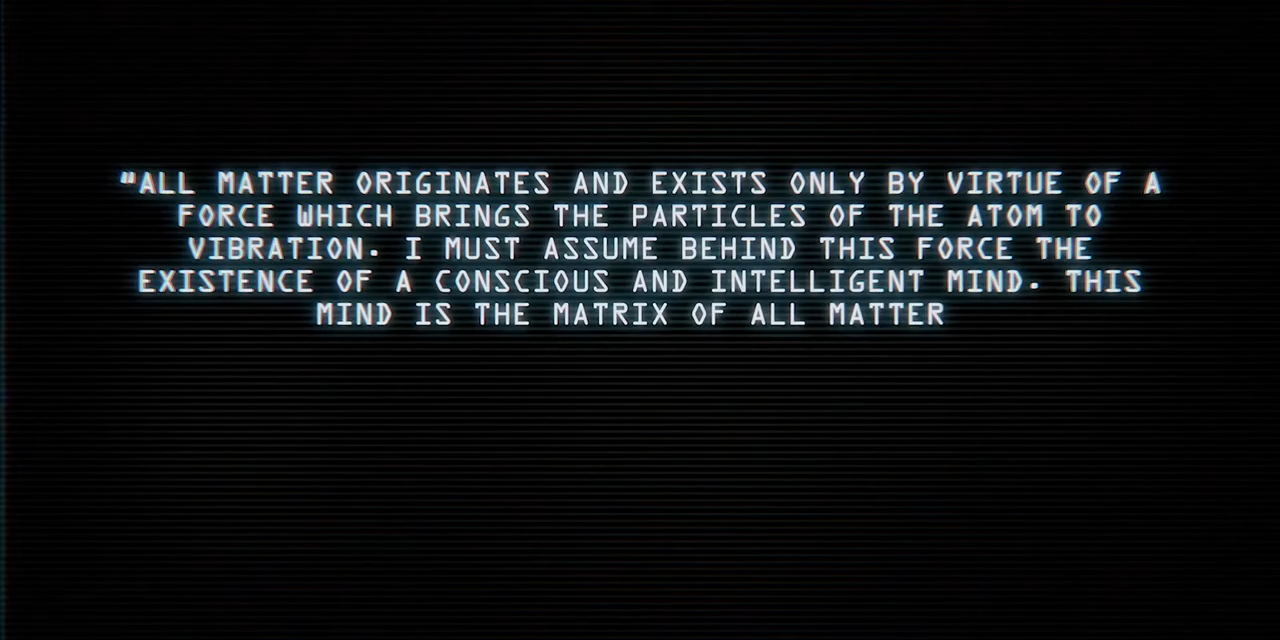 "ALL MATTER ORIGINATES AND EXISTS ONLY BY VIRTUE OF A
FORCE WHICH BRINGS THE PARTICLES OF THE ATOM TO
VIBRATION. I MUST ASSUME BEHIND THIS FORCE THE
EXISTENCE OF A CONSCIOUS AND INTELLIGENT MIND. THIS
MIND IS THE MATRIX OF ALL MATTER